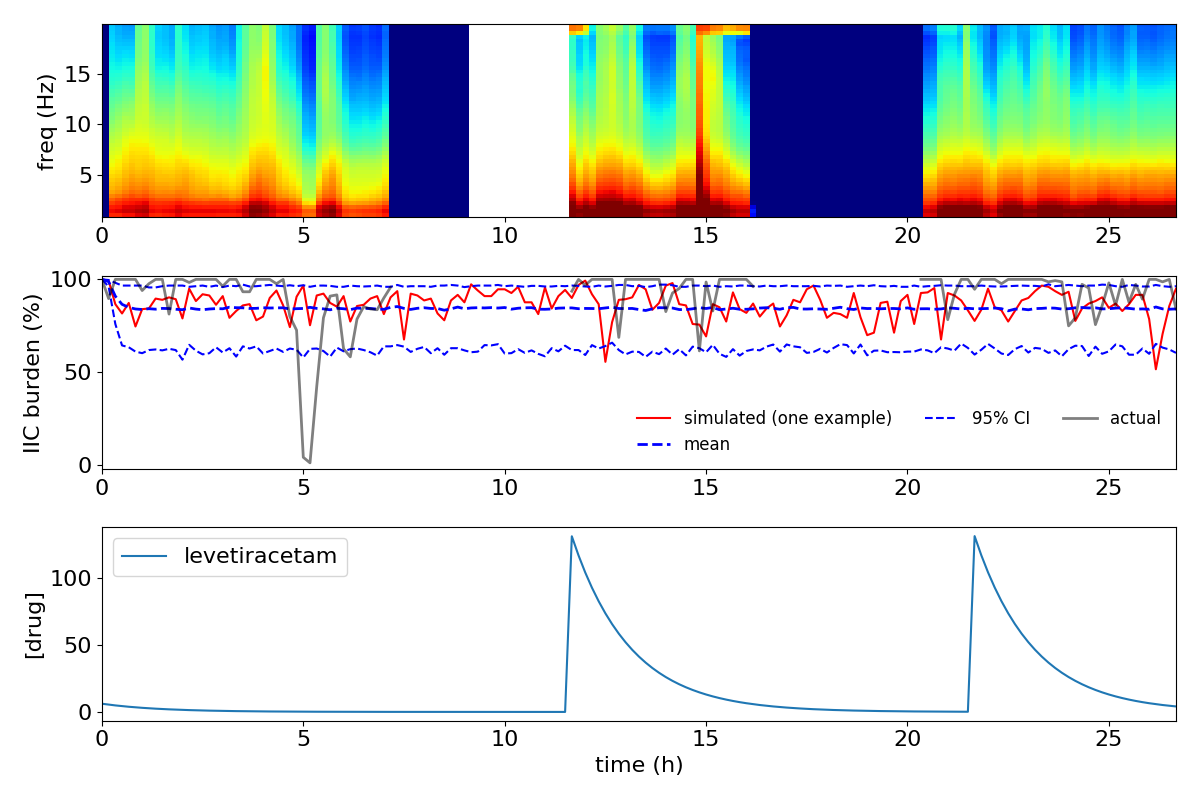 freq (Hz)
15
10
5
0 5 10 15 20 25
IIC burden (%)
100
50
0
simulated (one example) 95% CI actual
mean
0 5 10 15 20 25
[drug]
levetiracetam
100
50
0
0 5 10 15 20 25
time (h)